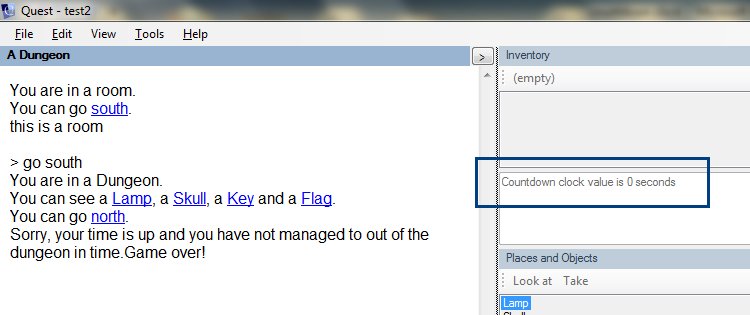 Quest - test2
File Edit View Tools Help
A Dungeon
>
You are in a room.
You can go south.
this is a room
> go south
You are in a Dungeon.
You can see a Lamp, a Skull, a Key and a Flag.
You can go north.
Sorry, your time is up and you have not managed to out of the
dungeon in time.Game over!
Inventory
(empty)
Countdown clock value is 0 seconds
Places and Objects
Look at Take
Lamp